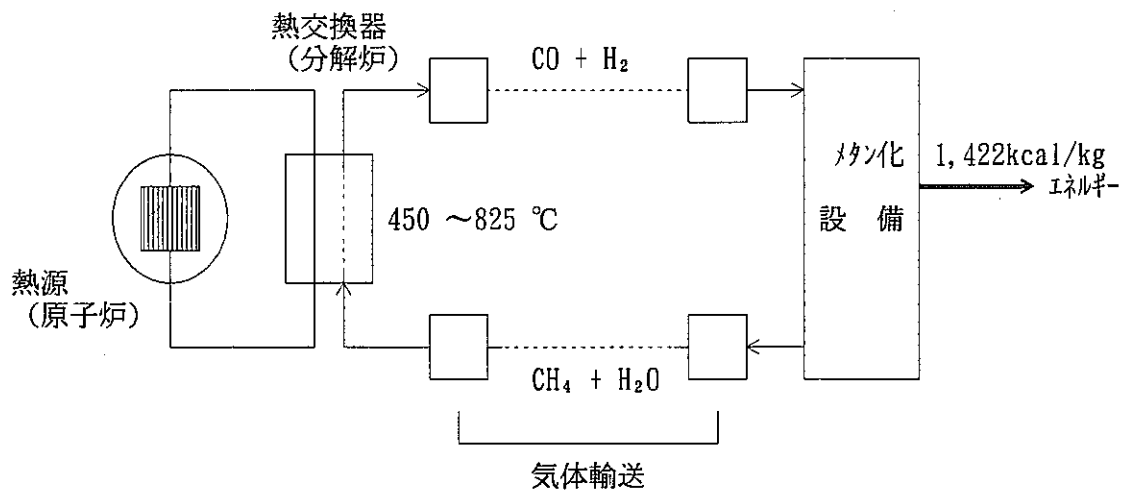 熱交換器
（分解炉）
CO + H₂
メタン化
設 備
1,422kcal/kg
エネルギー
450 ～825 ℃
熱源
（原子炉）
CH₄ + H₂O
気体輸送